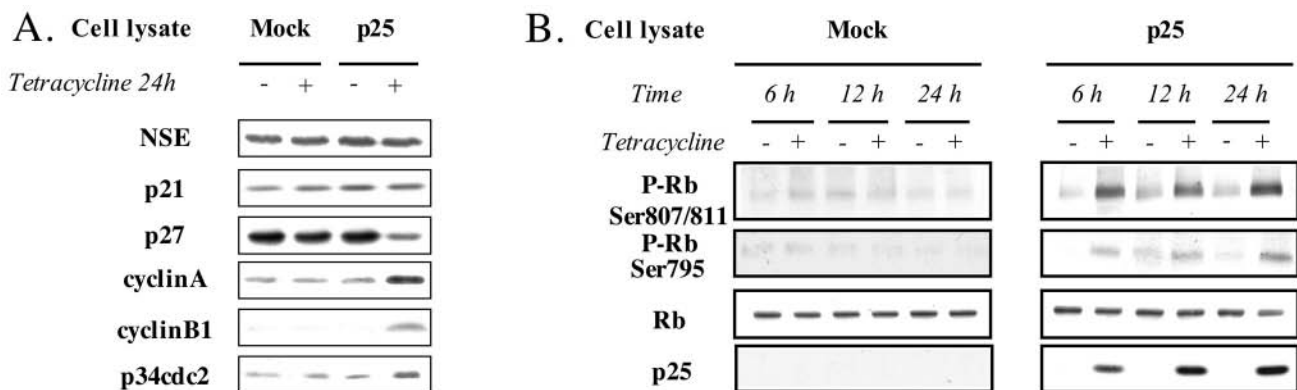 A. Cell lysate Mock p25
Tetracycline 24h - + - +
NSE
p21
p27
cyclinA
cyclinB1
p34cdc2
B. Cell lysate Mock p25
Time 6 h 12 h 24 h 6 h 12 h 24 h
Tetracycline - + - + - + - + - + - +
P-Rb
Ser807/811
P-Rb
Ser795
Rb
p25